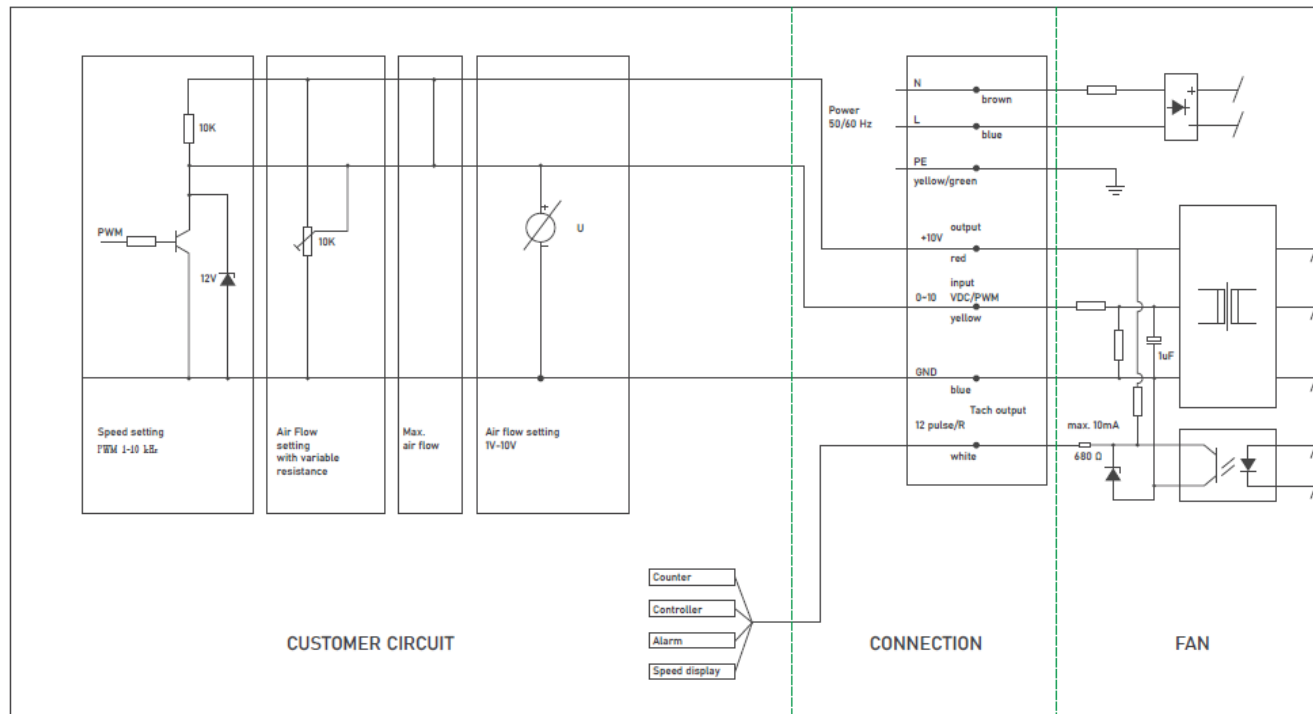 10K
PWM
12V
Speed setting
PWM 1-10 kHz
10K
Air Flow
setting
with variable
resistance
Max.
air flow
+
U
−
Air flow setting
1V-10V
Counter
Controller
Alarm
Speed display
CUSTOMER CIRCUIT
Power
50/60 Hz
N
brown
L
blue
PE
yellow/green
output
+10V
red
input
0-10 VDC/PWM
yellow
GND
blue
Tach output
12 pulse/R
white
CONNECTION
+
−
1uF
max. 10mA
680 Ω
FAN